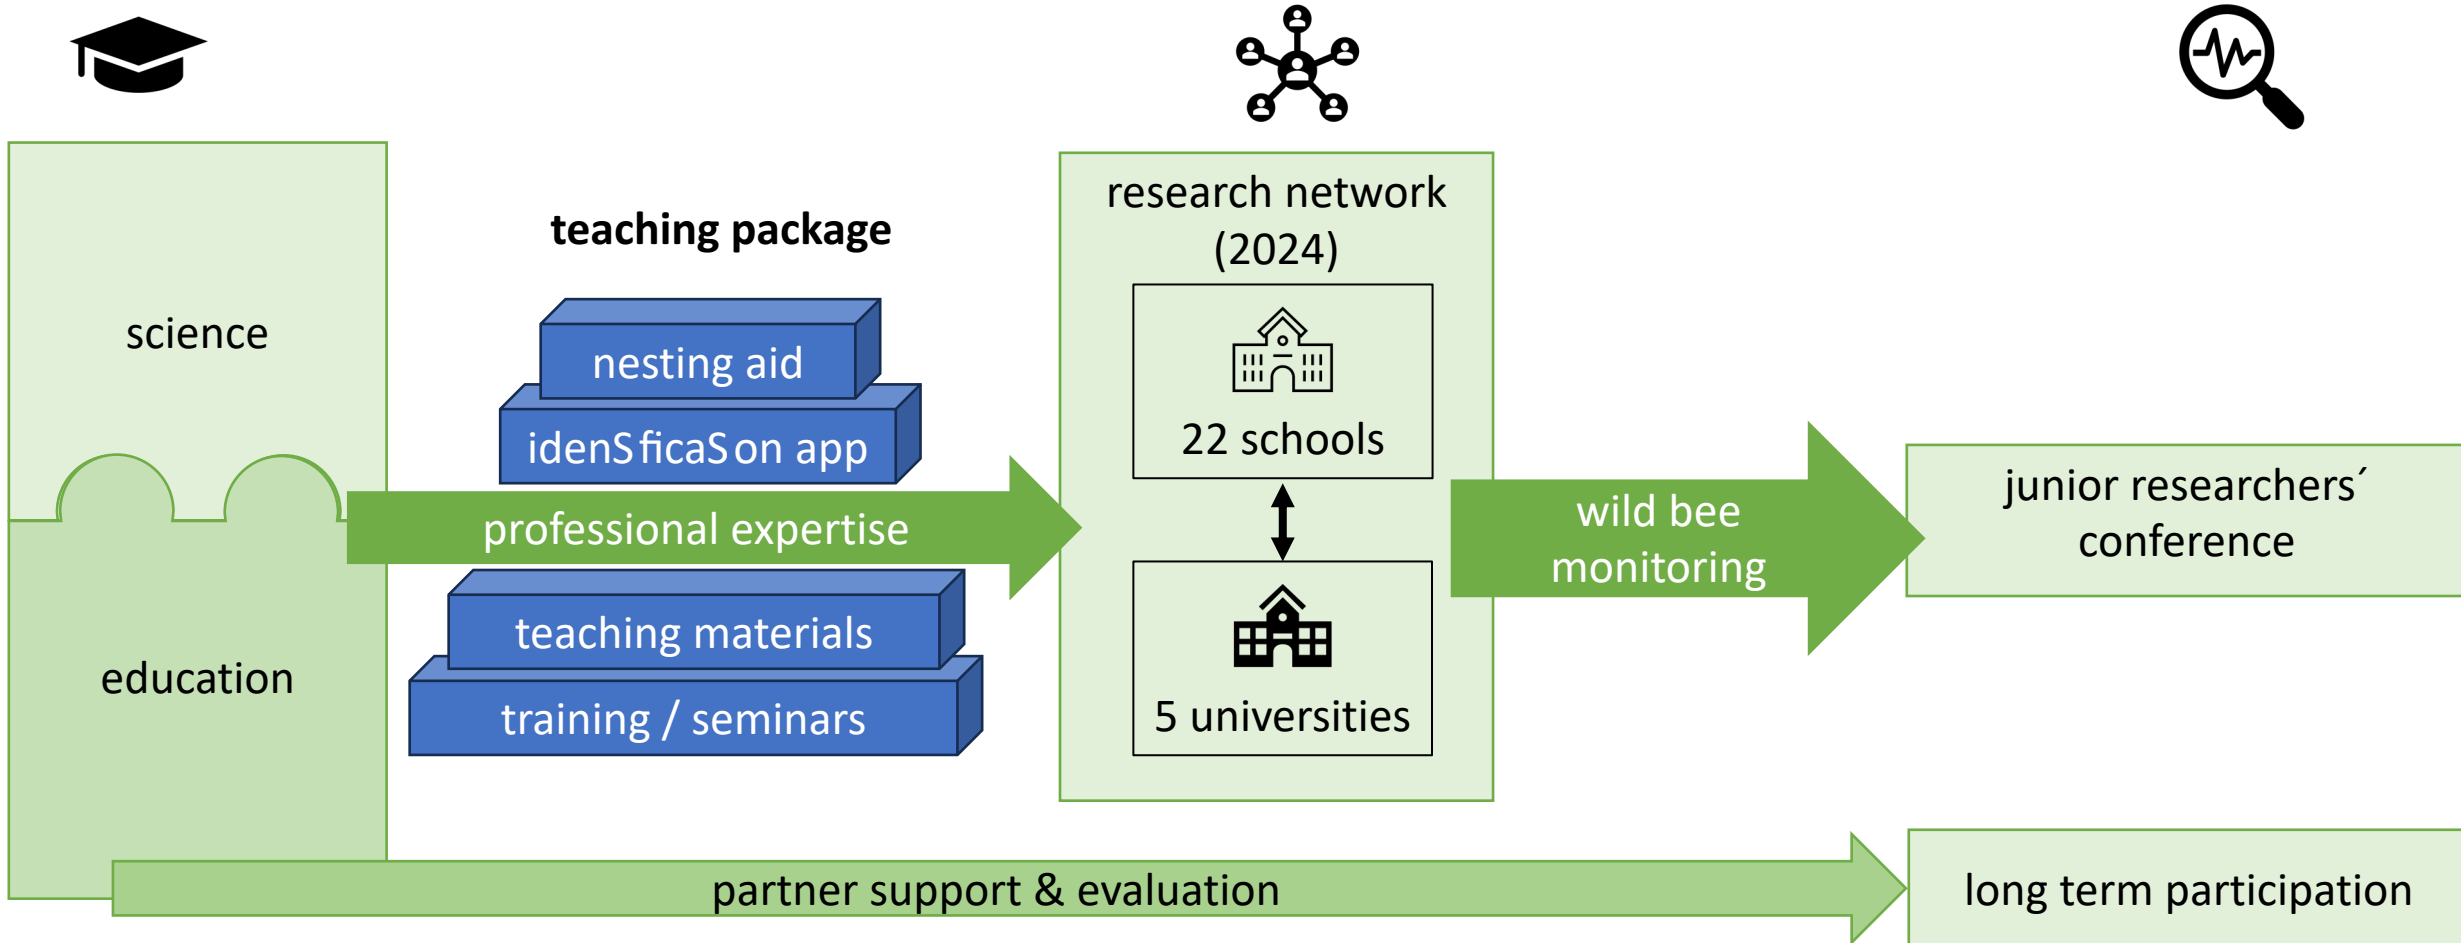 science
education
teaching package
nesting aid
idenSficaSon app
professional expertise
teaching materials
training / seminars
research network
(2024)
22 schools
5 universities
wild bee
monitoring
junior researchers´
conference
partner support & evaluation
long term participation